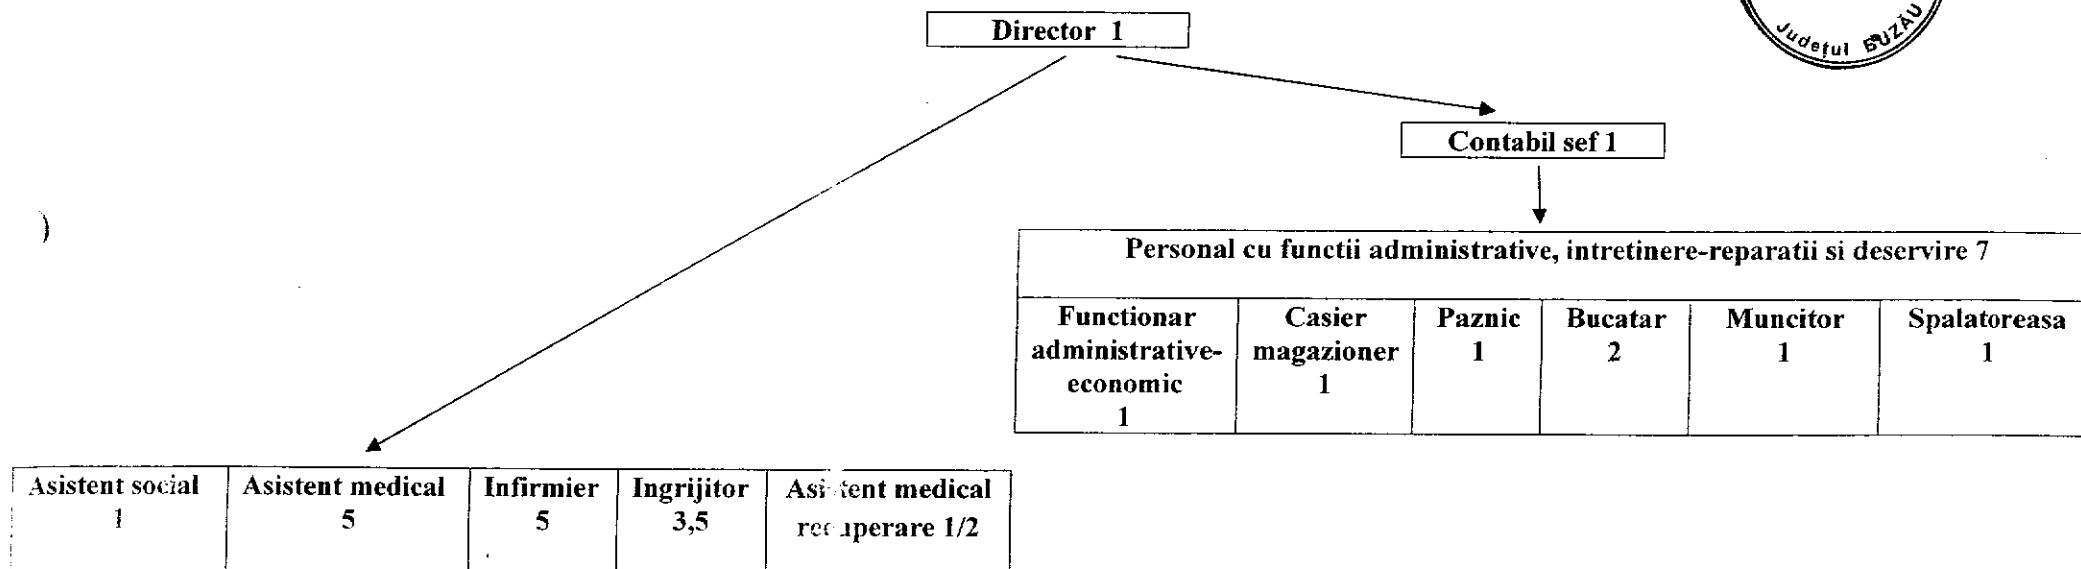 Director 1
Județul BUZĂU
Contabil sef 1
)
Personal cu functii administrative, intretinere-reparatii si deservire 7
Functionar administrative-economic 1
Casier magazioner 1
Paznic 1
Bucatar 2
Muncitor 1
Spalatoreasa 1
Asistent social 1
Asistent medical 5
Infirmier 5
Ingrijitor 3,5
Asistent medical recuperare 1/2